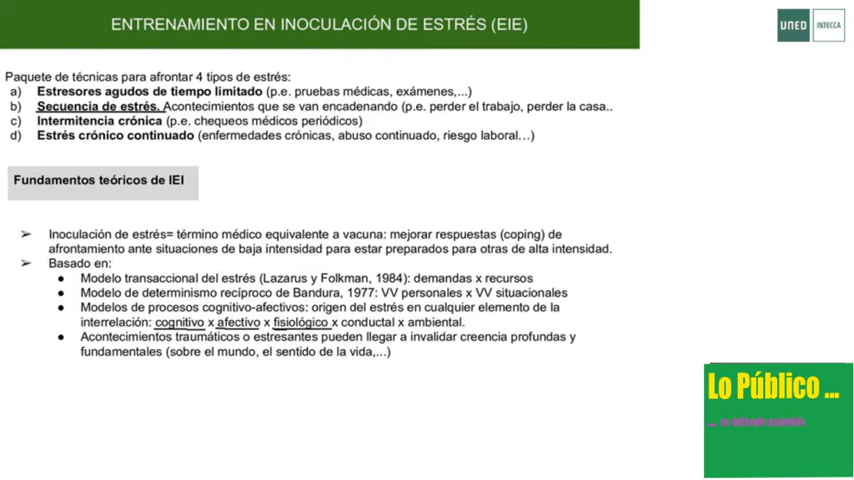 ENTRENAMIENTO EN INOCULACIÓN DE ESTRÉS (EIE)
UNED
INTECCA
Paquete de técnicas para afrontar 4 tipos de estrés:
a) Estresores agudos de tiempo limitado (p.e. pruebas médicas, exámenes,...)
b) Secuencia de estrés. Acontecimientos que se van encadenando (p.e. perder el trabajo, perder la casa..
c) Intermitencia crónica (p.e. chequeos médicos periódicos)
d) Estrés crónico continuado (enfermedades crónicas, abuso continuado, riesgo laboral…)
Fundamentos teóricos de IEI
➢ Inoculación de estrés= término médico equivalente a vacuna: mejorar respuestas (coping) de
afrontamiento ante situaciones de baja intensidad para estar preparados para otras de alta intensidad.
➢ Basado en:
● Modelo transaccional del estrés (Lazarus y Folkman, 1984): demandas x recursos
● Modelo de determinismo recíproco de Bandura, 1977: VV personales x VV situacionales
● Modelos de procesos cognitivo-afectivos: origen del estrés en cualquier elemento de la
interrelación: cognitivo x afectivo x fisiológico x conductal x ambiental.
● Acontecimientos traumáticos o estresantes pueden llegar a invalidar creencia profundas y
fundamentales (sobre el mundo, el sentido de la vida,...)
Lo Público ...